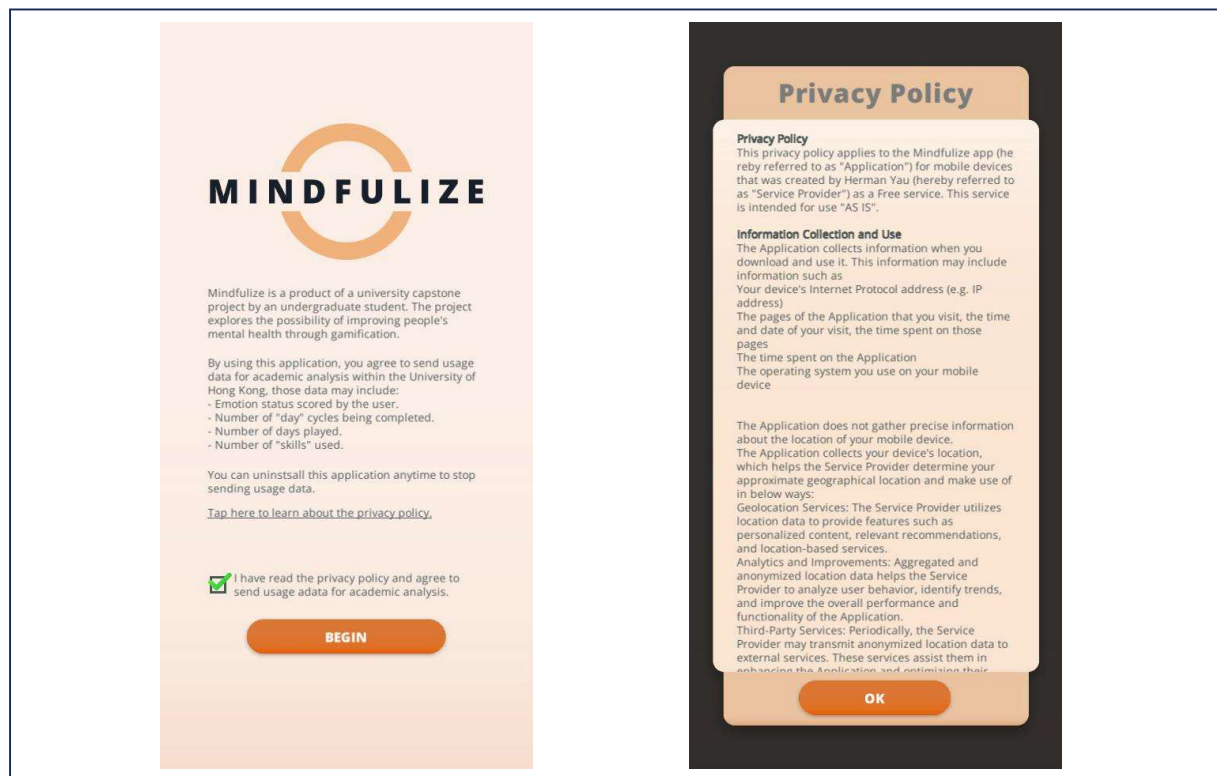 MINDFULIZE
Mindfulize is a product of a university capstone
project by an undergraduate student. The project
explores the possibility of improving people's
mental health through gamification.
By using this application, you agree to send usage
data for academic analysis within the University of
Hong Kong, those data may include:
- Emotion status scored by the user.
- Number of "day" cycles being completed.
- Number of days played.
- Number of "skills" used.
You can uninstsall this application anytime to stop
sending usage data.
Tap here to learn about the privacy policy.
I have read the privacy policy and agree to
send usage adata for academic analysis.
BEGIN
Privacy Policy
Privacy Policy
This privacy policy applies to the Mindfulize app (he
reby referred to as "Application") for mobile devices
that was created by Herman Yau (hereby referred to
as "Service Provider") as a Free service. This service
is intended for use "AS IS".
Information Collection and Use
The Application collects information when you
download and use it. This information may include
information such as
Your device's Internet Protocol address (e.g. IP
address)
The pages of the Application that you visit, the time
and date of your visit, the time spent on those
pages
The time spent on the Application
The operating system you use on your mobile
device
The Application does not gather precise information
about the location of your mobile device.
The Application collects your device's location,
which helps the Service Provider determine your
approximate geographical location and make use of
in below ways:
Geolocation Services: The Service Provider utilizes
location data to provide features such as
personalized content, relevant recommendations,
and location-based services.
Analytics and Improvements: Aggregated and
anonymized location data helps the Service
Provider to analyze user behavior, identify trends,
and improve the overall performance and
functionality of the Application.
Third-Party Services: Periodically, the Service
Provider may transmit anonymized location data to
external services. These services assist them in
enhancing the Application and optimizing their
OK